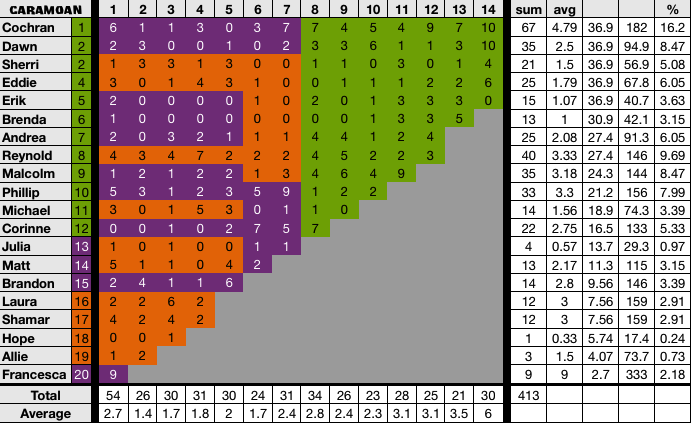 CARAMOAN 1 2 3 4 5 6 7 8 9 10 11 12 13 14 sum avg %
Cochran 1 6 1 1 3 0 3 7 7 4 5 4 9 7 10 67 4.79 36.9 182 16.2
Dawn 2 2 3 0 0 1 0 2 3 3 6 1 1 3 10 35 2.5 36.9 94.9 8.47
Sherri 2 1 3 3 1 3 0 0 1 1 0 3 0 1 4 21 1.5 36.9 56.9 5.08
Eddie 4 3 0 1 4 3 1 0 0 1 1 1 2 2 6 25 1.79 36.9 67.8 6.05
Erik 5 2 0 0 0 0 1 0 2 0 1 3 3 3 0 15 1.07 36.9 40.7 3.63
Brenda 6 1 0 0 0 0 0 0 0 0 1 3 3 5 13 1 30.9 42.1 3.15
Andrea 7 2 0 3 2 1 1 1 4 4 1 2 4 25 2.08 27.4 91.3 6.05
Reynold 8 4 3 4 7 2 2 2 4 5 2 2 3 40 3.33 27.4 146 9.69
Malcolm 9 1 2 1 2 2 1 3 4 6 4 9 35 3.18 24.3 144 8.47
Phillip 10 5 3 1 2 3 5 9 1 2 2 33 3.3 21.2 156 7.99
Michael 11 3 0 1 5 3 0 1 1 0 14 1.56 18.9 74.3 3.39
Corinne 12 0 0 1 0 2 7 5 7 22 2.75 16.5 133 5.33
Julia 13 1 0 1 0 0 1 1 4 0.57 13.7 29.3 0.97
Matt 14 5 1 1 0 4 2 13 2.17 11.3 115 3.15
Brandon 15 2 4 1 1 6 14 2.8 9.56 146 3.39
Laura 16 2 2 6 2 12 3 7.56 159 2.91
Shamar 17 4 2 4 2 12 3 7.56 159 2.91
Hope 18 0 0 1 1 0.33 5.74 17.4 0.24
Allie 19 1 2 3 1.5 4.07 73.7 0.73
Francesca 20 9 9 9 2.7 333 2.18
Total 54 26 30 31 30 24 31 34 26 23 28 25 21 30 413
Average 2.7 1.4 1.7 1.8 2 1.7 2.4 2.8 2.4 2.3 3.1 3.1 3.5 6